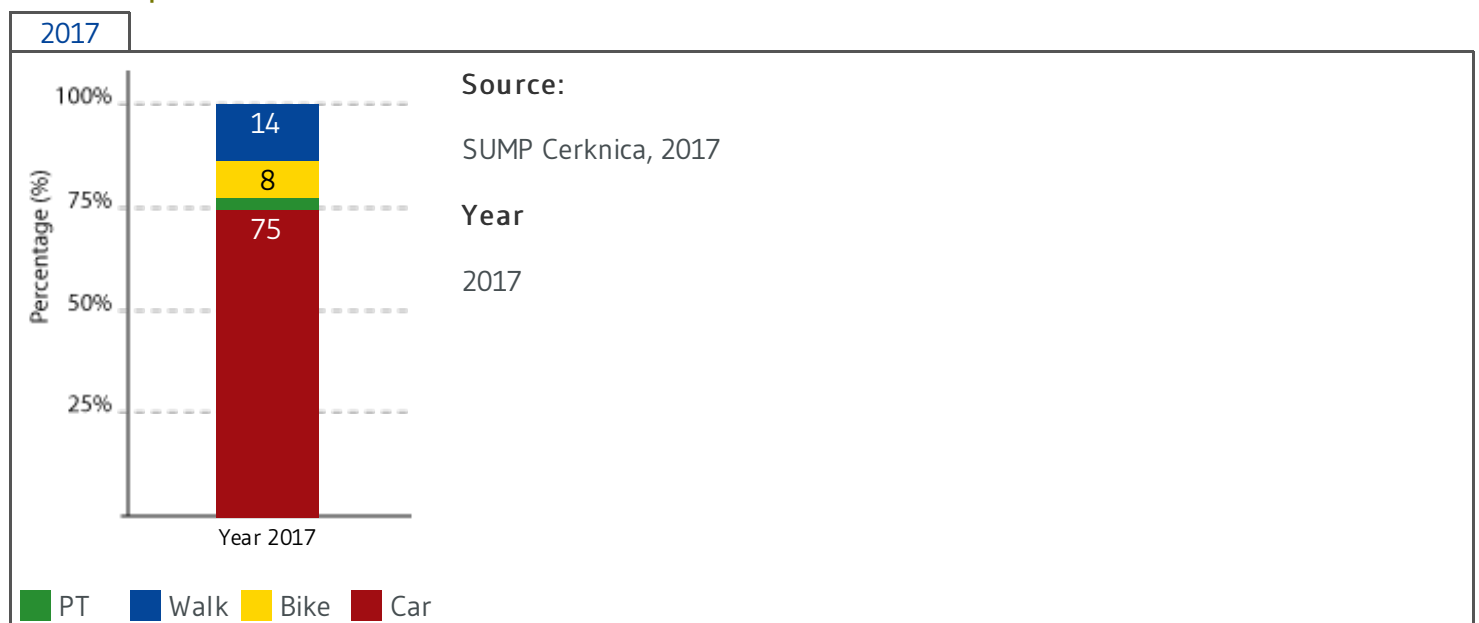 2017
100%
75%
50%
25%
Percentage (%)
14
8
75
Year 2017
PT
Walk
Bike
Car
Source:
SUMP Cerknica, 2017
Year
2017